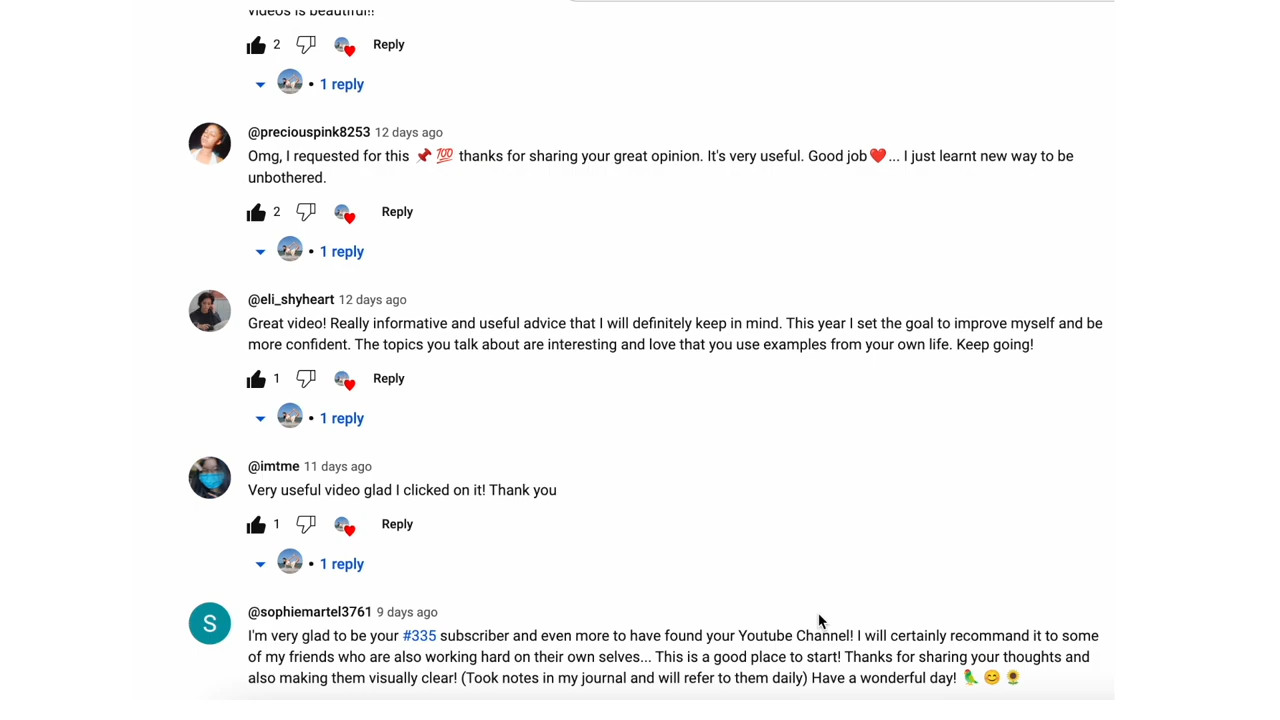 videos is beautiful!!
2 Reply
1 reply
@preciouspink8253 12 days ago
Omg, I requested for this 📌 💯 thanks for sharing your great opinion. It's very useful. Good job❤️... I just learnt new way to be
unbothered.
2 Reply
1 reply
@eli_shyheart 12 days ago
Great video! Really informative and useful advice that I will definitely keep in mind. This year I set the goal to improve myself and be
more confident. The topics you talk about are interesting and love that you use examples from your own life. Keep going!
1 Reply
1 reply
@imtme 11 days ago
Very useful video glad I clicked on it! Thank you
1 Reply
1 reply
S
@sophiemartel3761 9 days ago
I'm very glad to be your #335 subscriber and even more to have found your Youtube Channel! I will certainly recommand it to some
of my friends who are also working hard on their own selves... This is a good place to start! Thanks for sharing your thoughts and
also making them visually clear! (Took notes in my journal and will refer to them daily) Have a wonderful day! 🦜 😊 🌻